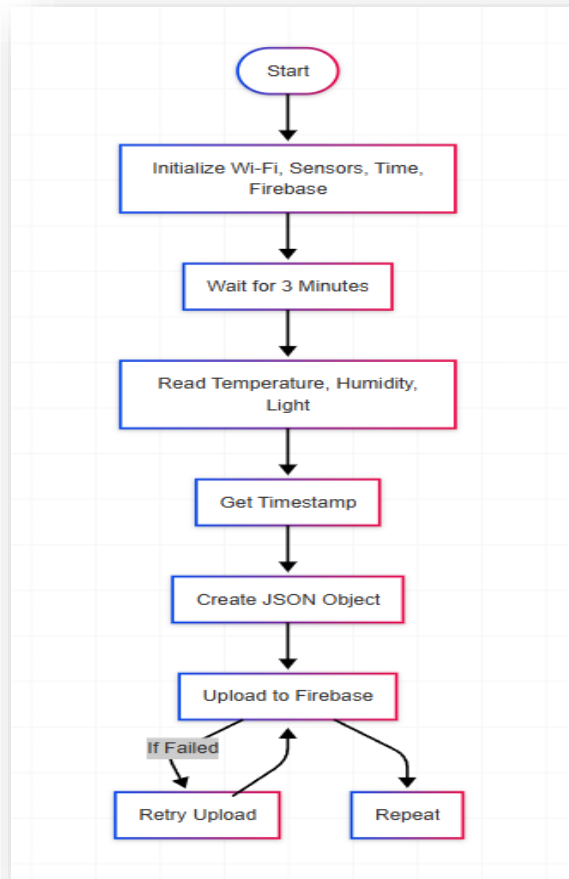 Start
Initialize Wi-Fi, Sensors, Time,
Firebase
Wait for 3 Minutes
Read Temperature, Humidity,
Light
Get Timestamp
Create JSON Object
Upload to Firebase
If Failed
Retry Upload
Repeat